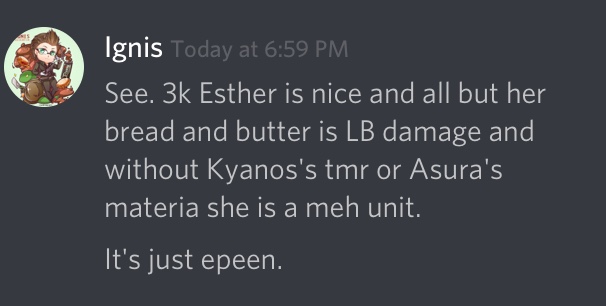 Ignis Today at 6:59 PM
See. 3k Esther is nice and all but her
bread and butter is LB damage and
without Kyanos's tmr or Asura's
materia she is a meh unit.
It's just epeen.